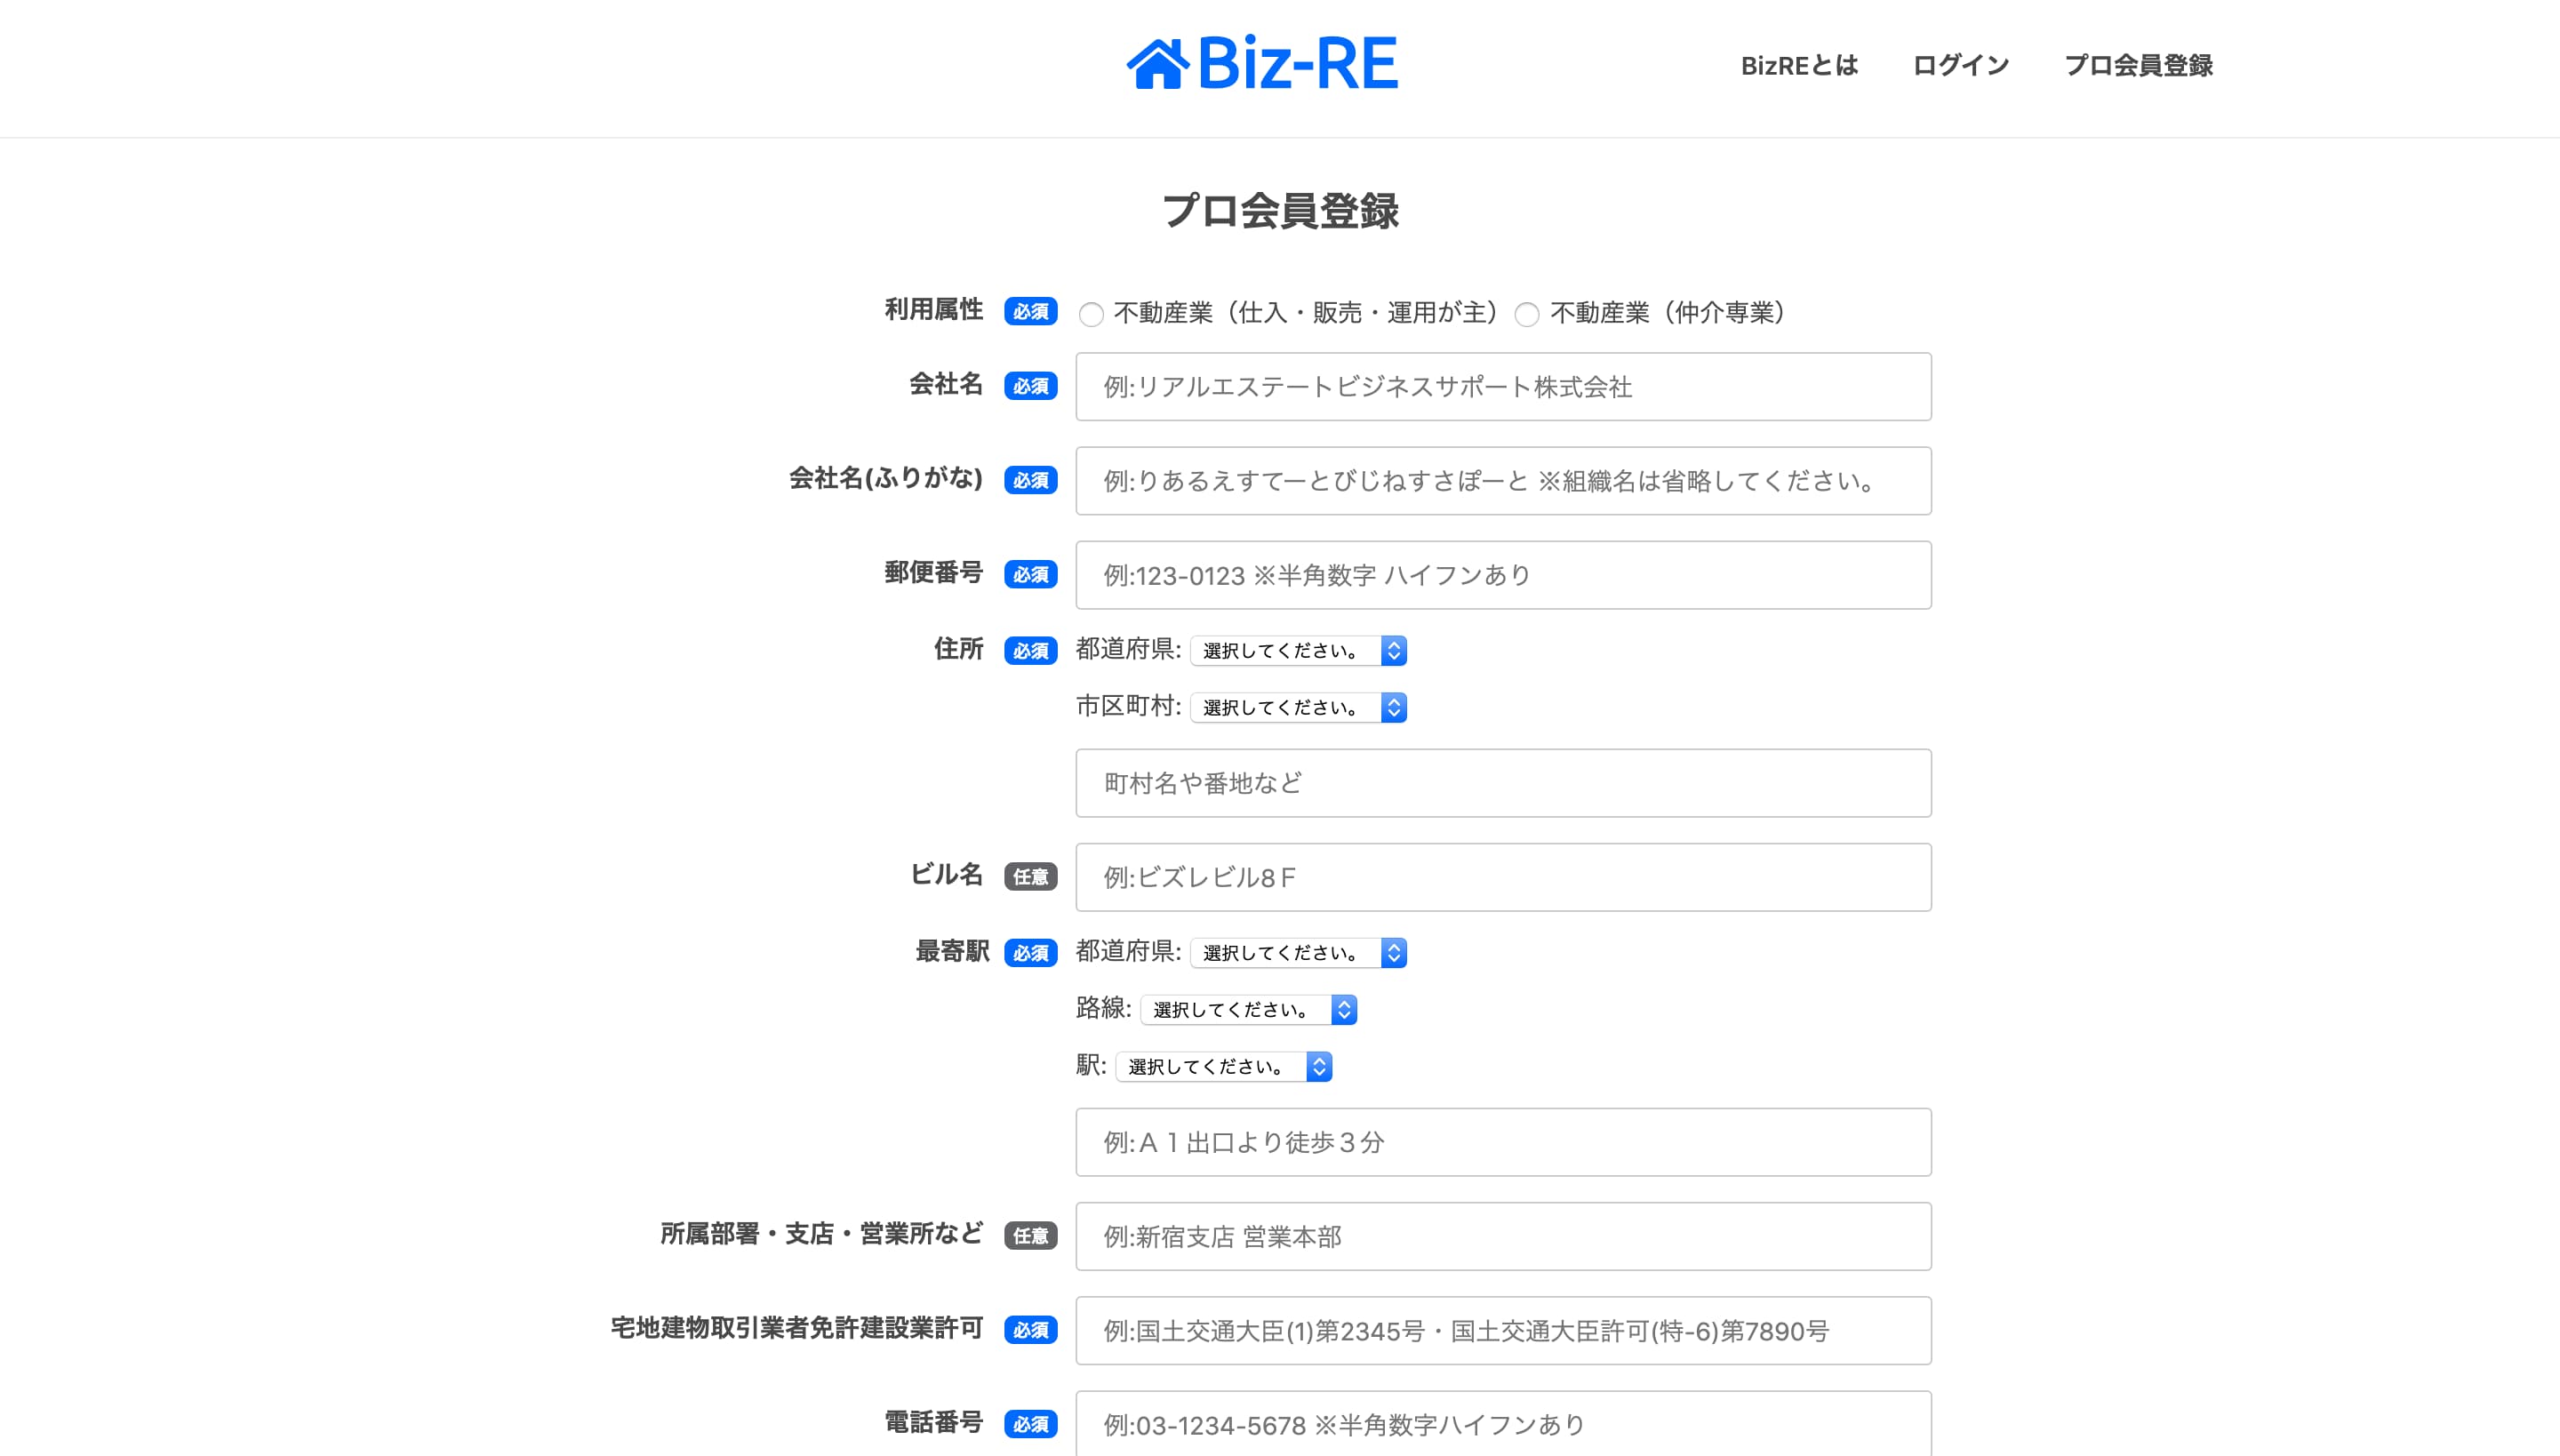 Biz-RE
BizREとは ログイン プロ会員登録
プロ会員登録
利用属性 必須 不動産業（仕入・販売・運用が主） 不動産業（仲介専業）
会社名 必須 例:リアルエステートビジネスサポート株式会社
会社名(ふりがな) 必須 例:りあるえすてーとびじねすさぽーと ※組織名は省略してください。
郵便番号 必須 例:123-0123 ※半角数字 ハイフンあり
住所 必須 都道府県: 選択してください。
市区町村: 選択してください。
町村名や番地など
ビル名 任意 例:ビズレビル8Ｆ
最寄駅 必須 都道府県: 選択してください。
路線: 選択してください。
駅: 選択してください。
例:Ａ１出口より徒歩３分
所属部署・支店・営業所など 任意 例:新宿支店 営業本部
宅地建物取引業者免許建設業許可 必須 例:国土交通大臣(1)第2345号・国土交通大臣許可(特-6)第7890号
電話番号 必須 例:03-1234-5678 ※半角数字ハイフンあり